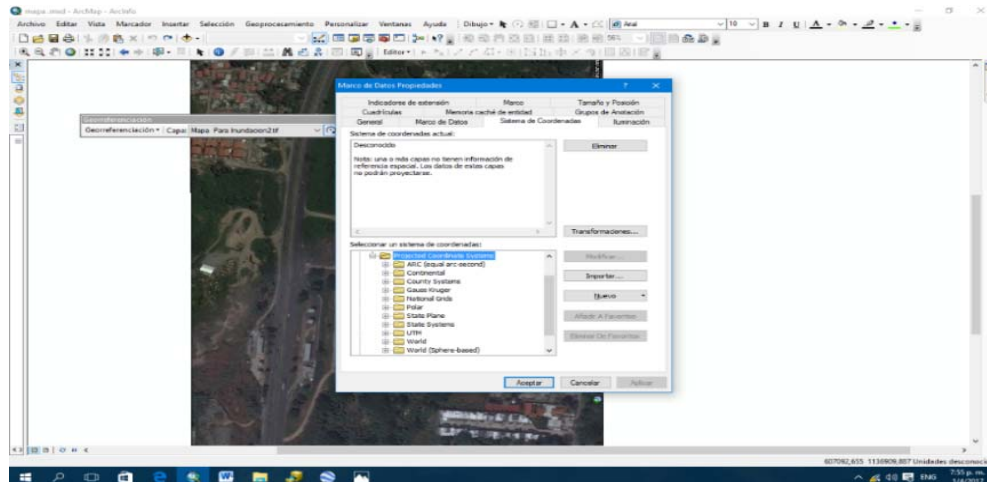 mapa .mxd - ArcMap - ArcInfo
Archivo Editar Vista Marcador Insertar Selección Geoprocesamiento Personalizar Ventanas Ayuda Dibujo Arial 10 B I U A
56%
Editor
Georreferenciación
Georreferenciación Capa: Mapa Para Inundacion2.tif
Marco de Datos Propiedades ? X
Indicadores de extensión Marco Tamaño y Posición
Cuadrículas Memoria caché de entidad Grupos de Anotación
General Marco de Datos Sistema de Coordenadas Iluminación
Sistema de coordenadas actual:
Desconocido
Nota: una o más capas no tienen información de
referencia espacial. Los datos de estas capas
no podrán proyectarse.
Eliminar
Transformaciones...
Seleccionar un sistema de coordenadas:
Projected Coordinate Systems
ARC (equal arc-second)
Continental
County Systems
Gauss Kruger
National Grids
Polar
State Plane
State Systems
UTM
World
World (Sphere-based)
Modificar...
Importar...
Nuevo
Añadir A Favoritos
Eliminar De Favoritos
Aceptar Cancelar Aplicar
607092,655 1136909,807 Unidades desconoci
ENG
7:55 p. m.